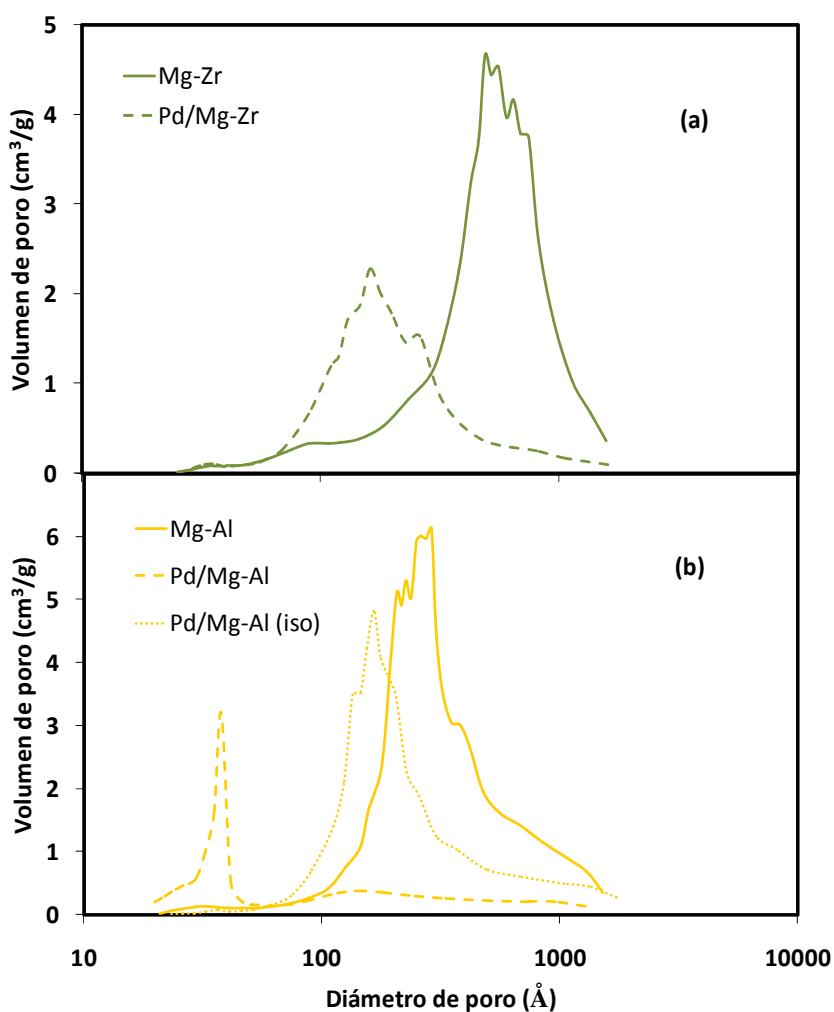 5
4
3
2
1
0
Volumen de poro (cm³/g)
Mg-Zr
Pd/Mg-Zr
(a)
6
5
4
3
2
1
0
Volumen de poro (cm³/g)
Mg-Al
Pd/Mg-Al
Pd/Mg-Al (iso)
(b)
10 100 1000 10000
Diámetro de poro (Å)